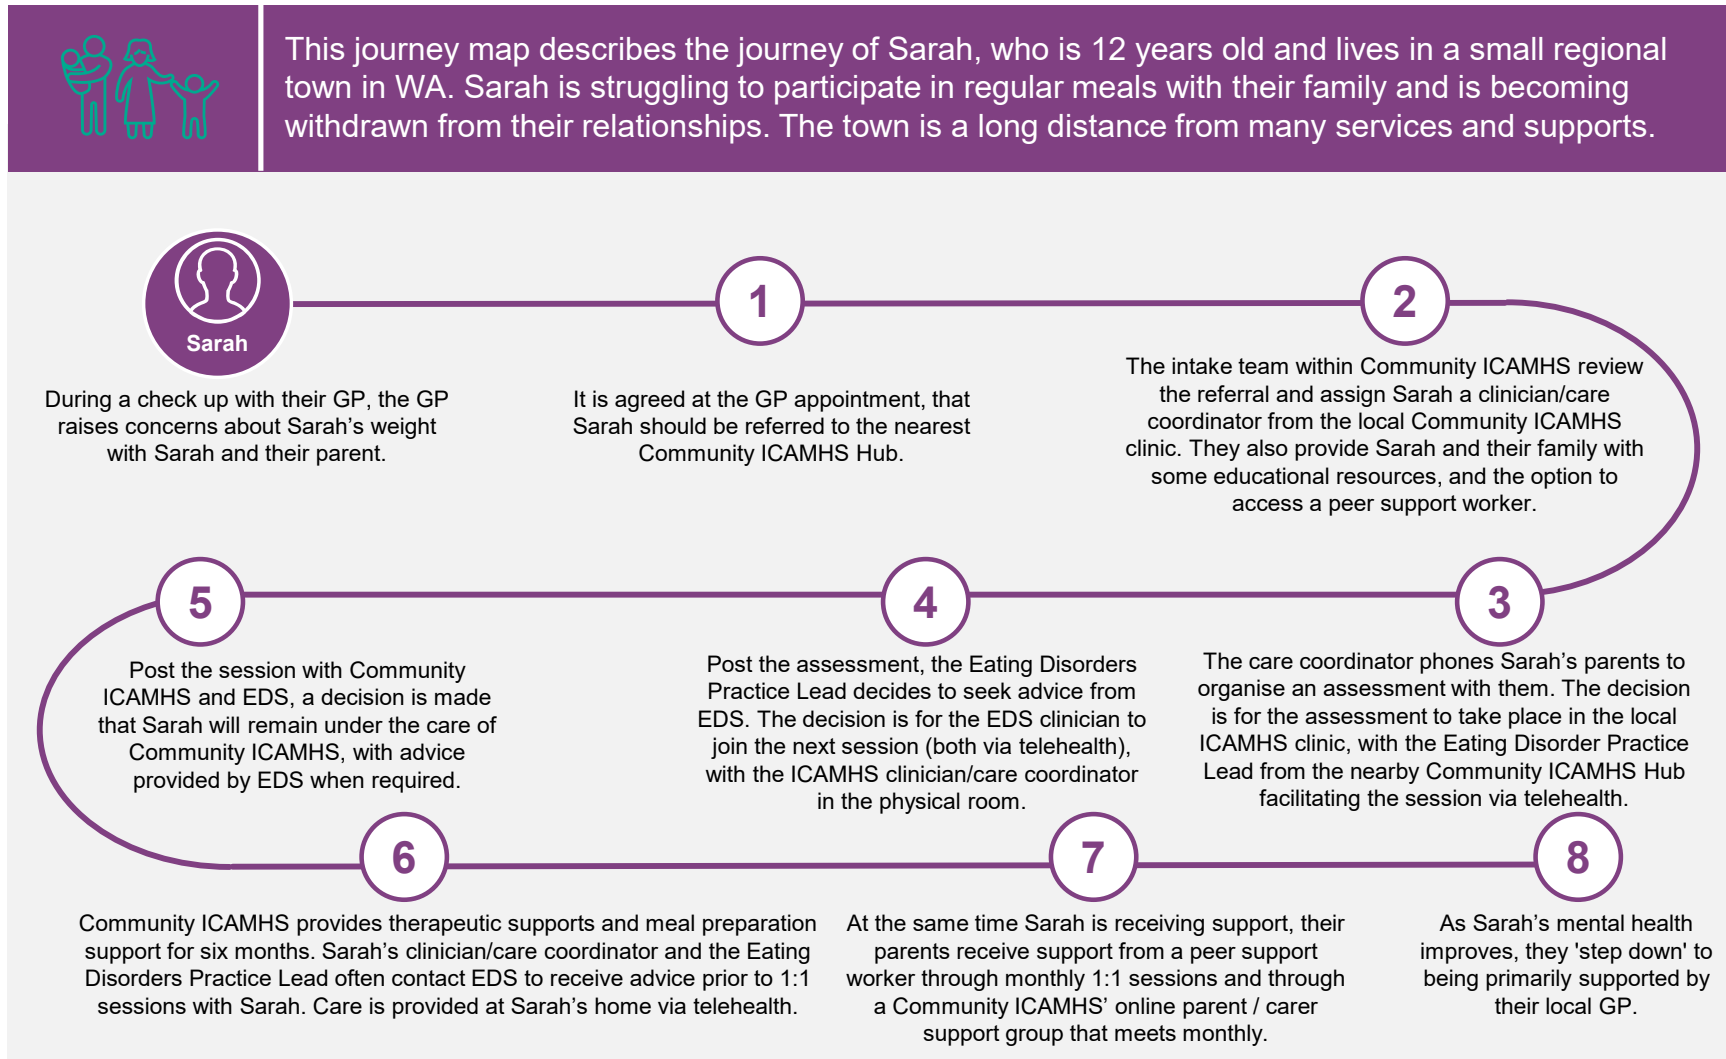 This journey map describes the journey of Sarah, who is 12 years old and lives in a small regional
town in WA. Sarah is struggling to participate in regular meals with their family and is becoming
withdrawn from their relationships. The town is a long distance from many services and supports.
Sarah
During a check up with their GP, the GP
raises concerns about Sarah's weight
with Sarah and their parent.
1
It is agreed at the GP appointment, that
Sarah should be referred to the nearest
Community ICAMHS Hub.
2
The intake team within Community ICAMHS review
the referral and assign Sarah a clinician/care
coordinator from the local Community ICAMHS
clinic. They also provide Sarah and their family with
some educational resources, and the option to
access a peer support worker.
3
The care coordinator phones Sarah's parents to
organise an assessment with them. The decision
is for the assessment to take place in the local
ICAMHS clinic, with the Eating Disorder Practice
Lead from the nearby Community ICAMHS Hub
facilitating the session via telehealth.
4
Post the assessment, the Eating Disorders
Practice Lead decides to seek advice from
EDS. The decision is for the EDS clinician to
join the next session (both via telehealth),
with the ICAMHS clinician/care coordinator
in the physical room.
5
Post the session with Community
ICAMHS and EDS, a decision is made
that Sarah will remain under the care of
Community ICAMHS, with advice
provided by EDS when required.
6
Community ICAMHS provides therapeutic supports and meal preparation
support for six months. Sarah's clinician/care coordinator and the Eating
Disorders Practice Lead often contact EDS to receive advice prior to 1:1
sessions with Sarah. Care is provided at Sarah's home via telehealth.
7
At the same time Sarah is receiving support, their
parents receive support from a peer support
worker through monthly 1:1 sessions and through
a Community ICAMHS' online parent / carer
support group that meets monthly.
8
As Sarah's mental health
improves, they 'step down' to
being primarily supported by
their local GP.